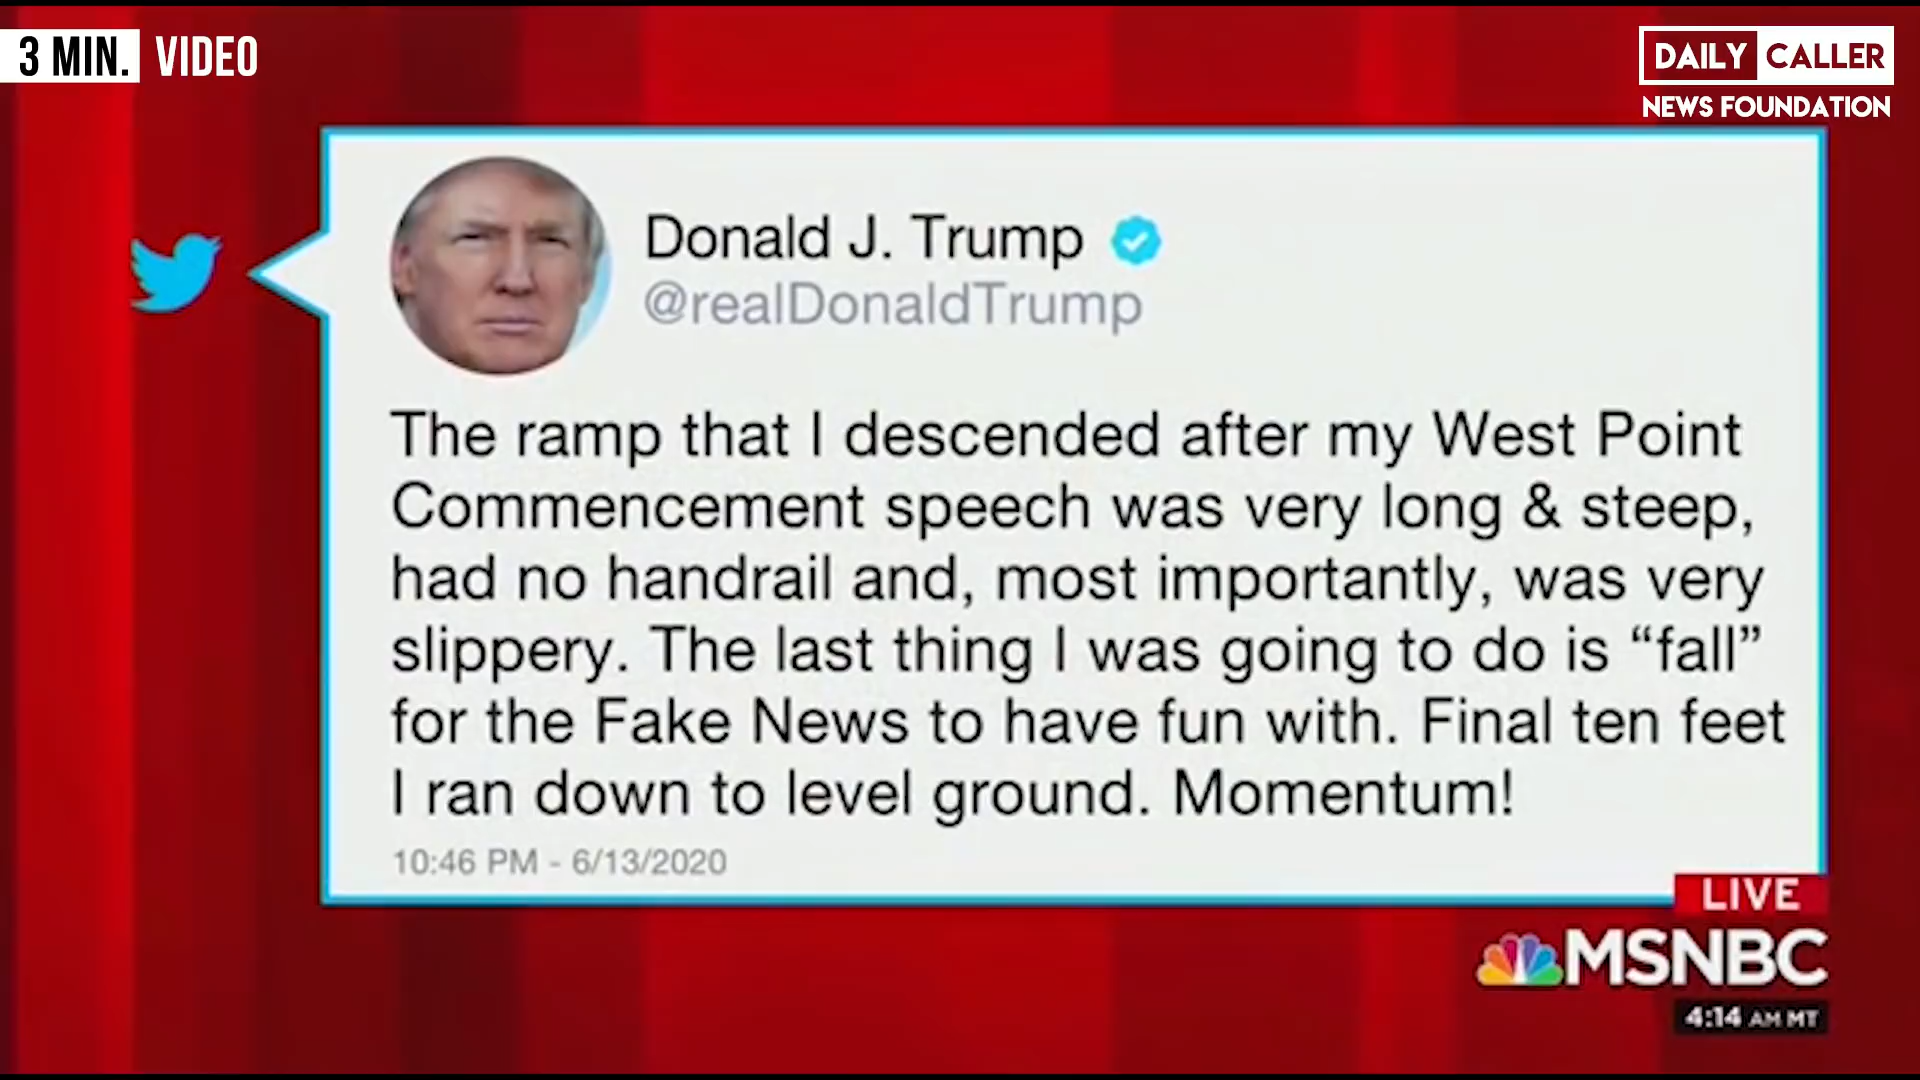 3 MIN. VIDEO
DAILY CALLER
NEWS FOUNDATION
Donald J. Trump
@realDonaldTrump
The ramp that I descended after my West Point
Commencement speech was very long & steep,
had no handrail and, most importantly, was very
slippery. The last thing I was going to do is “fall”
for the Fake News to have fun with. Final ten feet
I ran down to level ground. Momentum!
10:46 PM - 6/13/2020
LIVE
MSNBC
4:14 AM MT